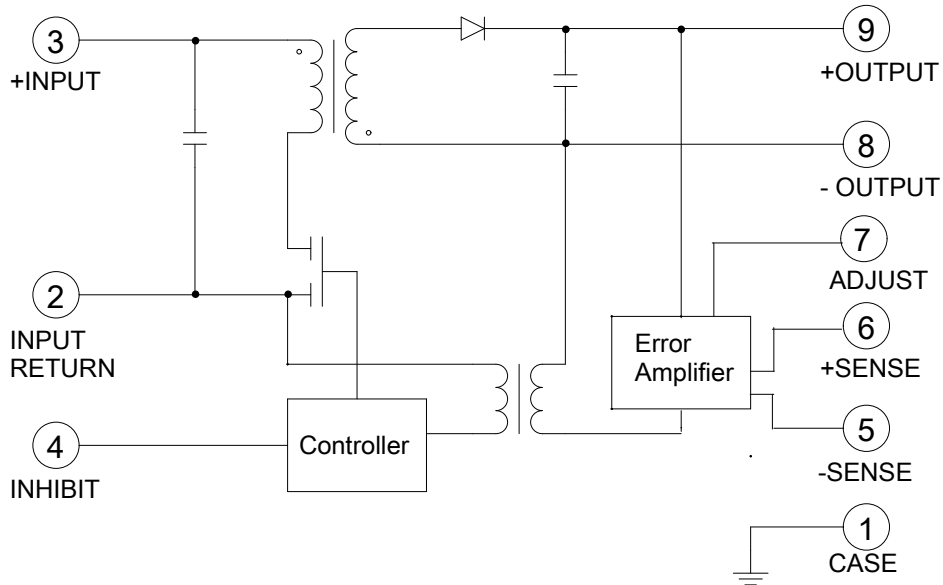 3
+INPUT
9
+OUTPUT
8
- OUTPUT
7
ADJUST
2
INPUT
RETURN
Error
Amplifier
6
+SENSE
4
INHIBIT
Controller
5
-SENSE
1
CASE